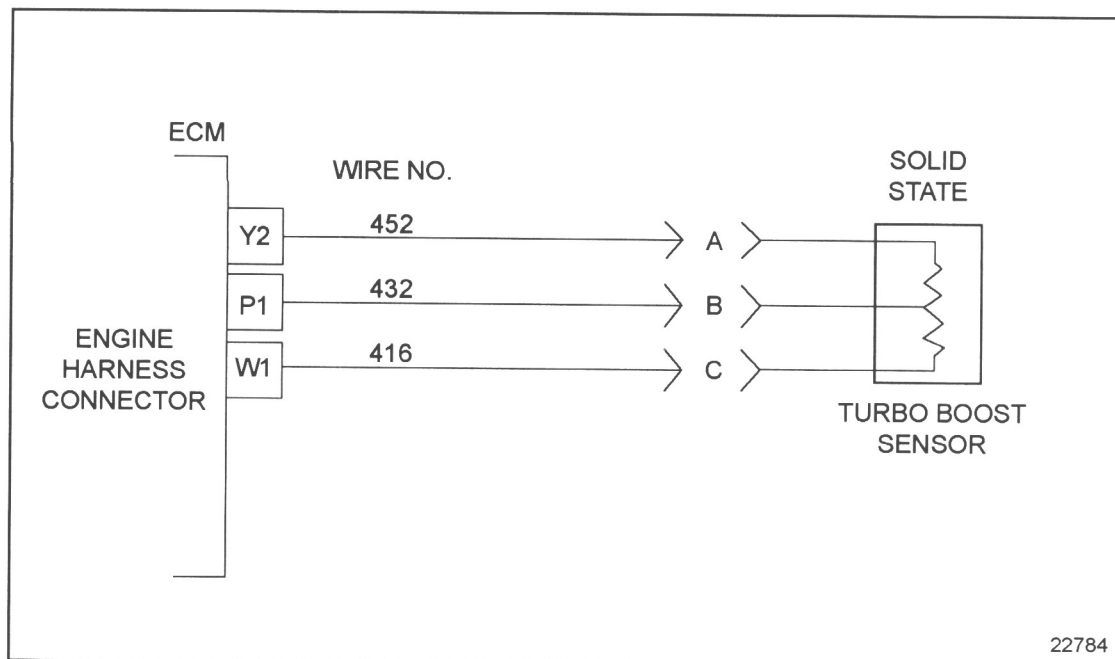 ECM
WIRE NO.
SOLID
STATE
Y2
452
A
P1
432
B
W1
416
C
ENGINE
HARNESS
CONNECTOR
TURBO BOOST
SENSOR
22784